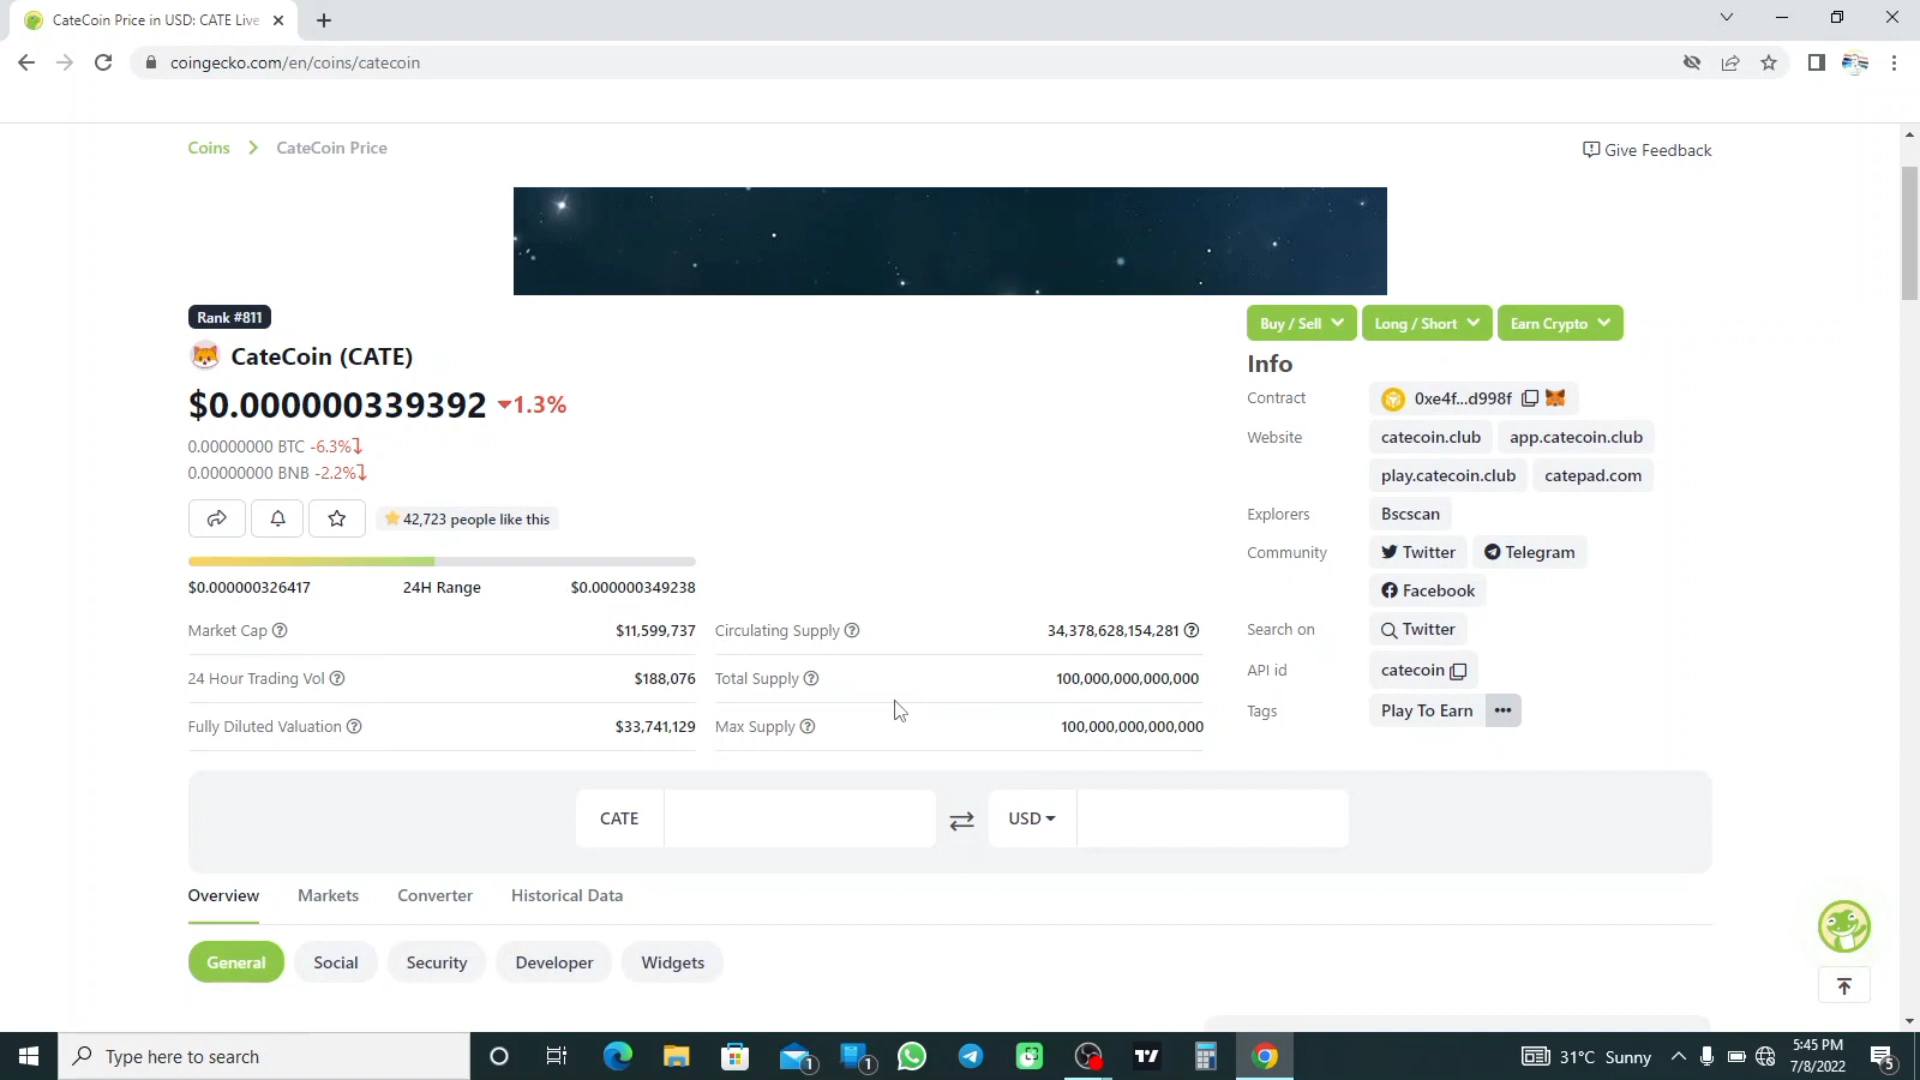 CateCoin Price in USD: CATE Live
coingecko.com/en/coins/catecoin
Coins
CateCoin Price
Give Feedback
Rank #811
CateCoin (CATE)
$0.000000339392 1.3%
0.00000000 BTC -6.3%
0.00000000 BNB -2.2%
42,723 people like this
$0.000000326417 24H Range $0.000000349238
Market Cap $11,599,737
24 Hour Trading Vol $188,076
Fully Diluted Valuation $33,741,129
Circulating Supply 34,378,628,154,281
Total Supply 100,000,000,000,000
Max Supply 100,000,000,000,000
Buy / Sell Long / Short Earn Crypto
Info
Contract 0xe4f...d998f
Website catecoin.club app.catecoin.club
play.catecoin.club catepad.com
Explorers Bscscan
Community Twitter Telegram
Facebook
Search on Twitter
API id catecoin
Tags Play To Earn
CATE USD
Overview Markets Converter Historical Data
General Social Security Developer Widgets
Type here to search
1
1
31°C Sunny
5:45 PM
7/8/2022
5